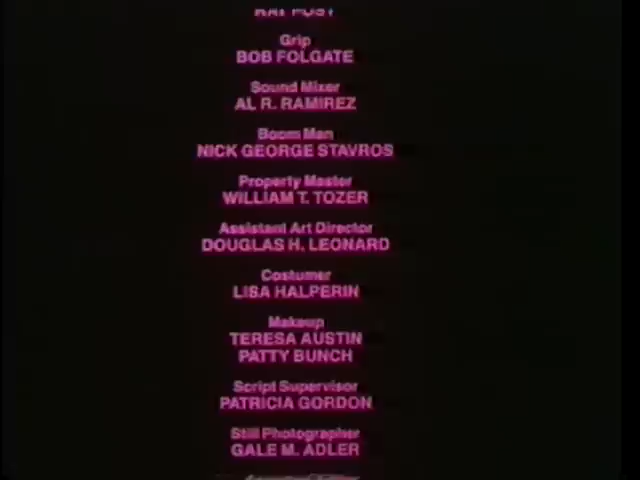 Grip
BOB FOLGATE
Sound Mixer
AL R. RAMIREZ
Boom Man
NICK GEORGE STAVROS
Property Master
WILLIAM T. TOZER
Assistant Art Director
DOUGLAS H. LEONARD
Costumer
LISA HALPERIN
Makeup
TERESA AUSTIN
PATTY BUNCH
Script Supervisor
PATRICIA GORDON
Still Photographer
GALE M. ADLER